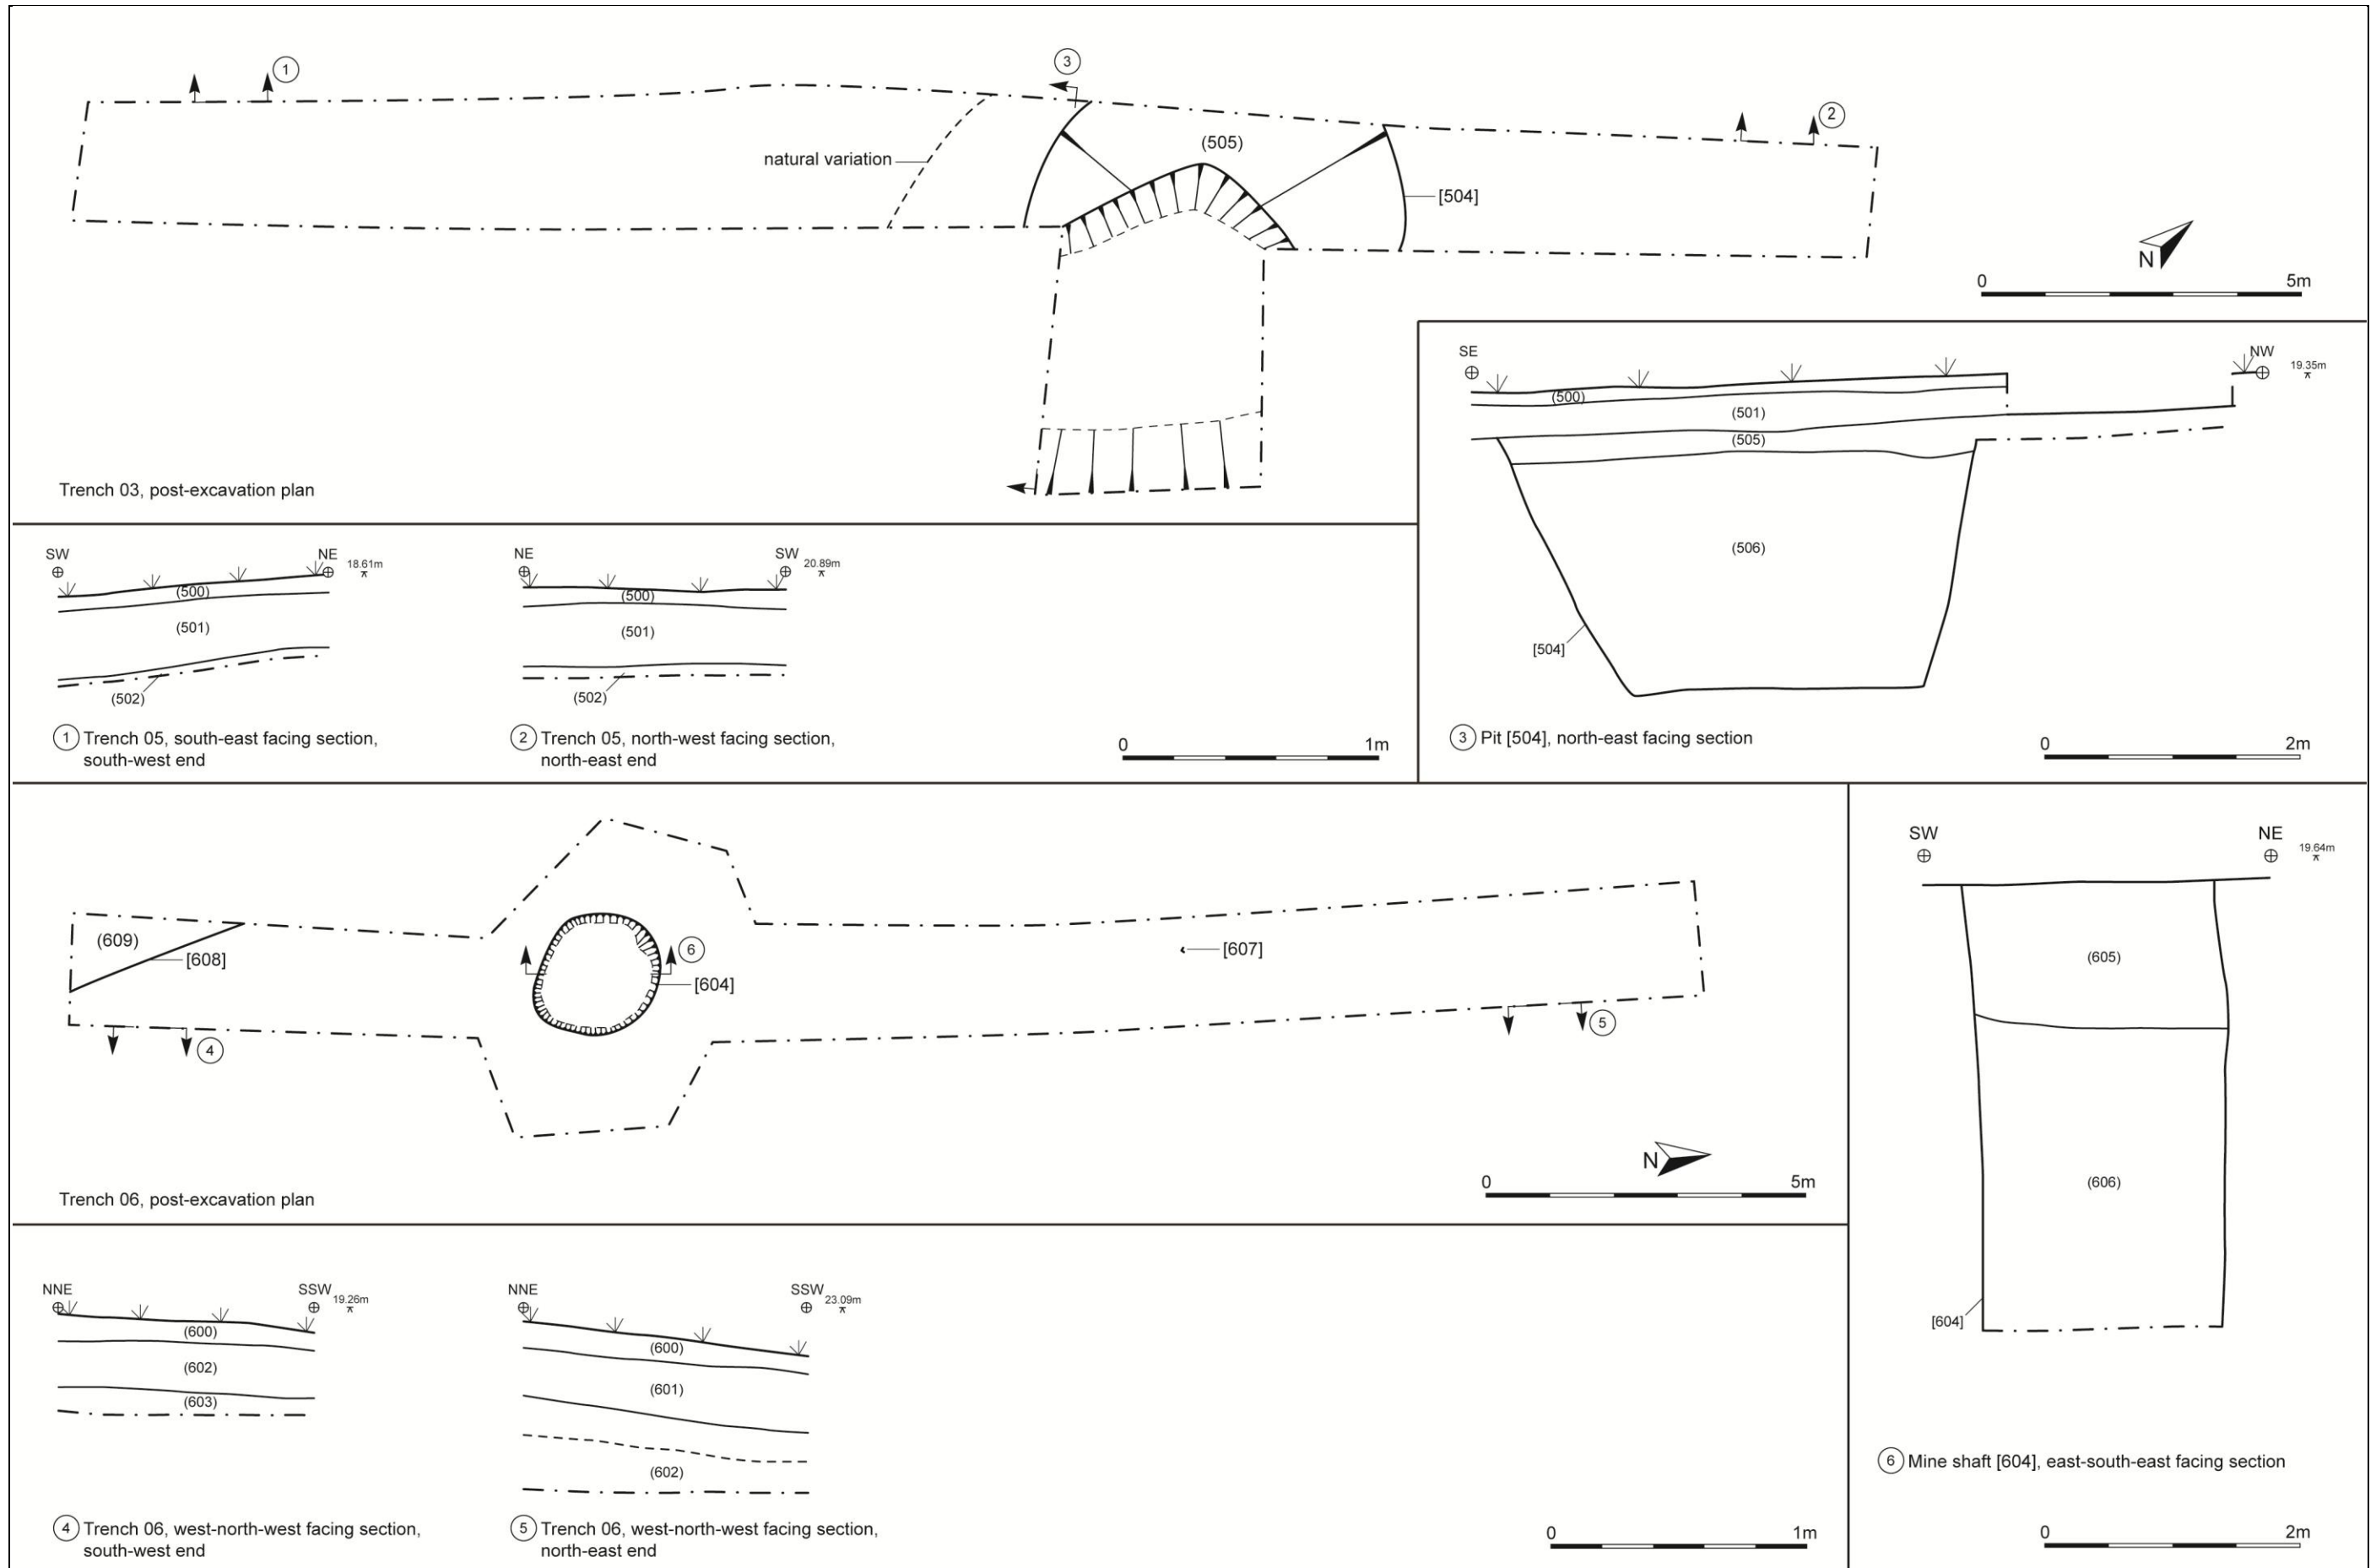 1
3
2
natural variation
(505)
[504]
N
0 5m
Trench 03, post-excavation plan
SE
NW
19.35m
(500)
(501)
(505)
(506)
[504]
3 Pit [504], north-east facing section
0 2m
SW
NE
18.61m
(500)
(501)
(502)
1 Trench 05, south-east facing section,
south-west end
NE
SW
20.89m
(500)
(501)
(502)
2 Trench 05, north-west facing section,
north-east end
0 1m
(609)
[608]
6
[604]
[607]
4
5
N
0 5m
Trench 06, post-excavation plan
SW
NE
19.64m
(605)
(606)
[604]
6 Mine shaft [604], east-south-east facing section
0 2m
NNE
SSW
19.26m
(600)
(602)
(603)
4 Trench 06, west-north-west facing section,
south-west end
NNE
SSW
23.09m
(600)
(601)
(602)
5 Trench 06, west-north-west facing section,
north-east end
0 1m